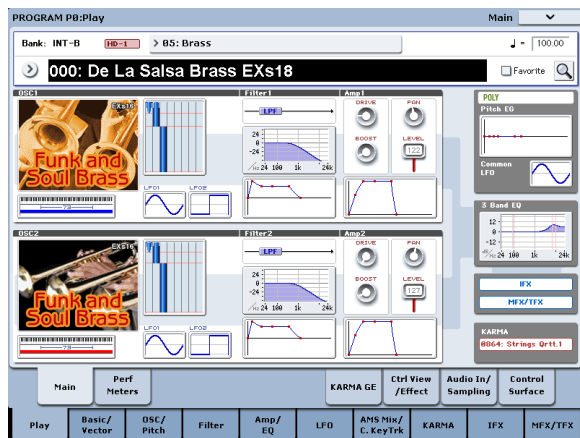 PROGRAM P0:Play
Main
Bank: INT-B HD-1 05: Brass
♩ = 100.00
000: De La Salsa Brass EXs18
Favorite
OSC1
Filter1
Amp1
EXs16
Funk and
Soul Brass
73
LFO1 LFO2
LPF
24
0
-24
/Hz 24 100 1k 24k
DRIVE PAN
BOOST LEVEL
122
POLY
Pitch EG
Common
LFO
3 Band EQ
12
0
-12
/Hz 24 100 1k 24k
IFX
MFX/TFX
KARMA
0864: Strings Qrtt.1
OSC2
Filter2
Amp2
EXs16
Funk and
Soul Brass
73
LFO1 LFO2
LPF
24
0
-24
/Hz 24 100 1k 24k
DRIVE PAN
BOOST LEVEL
127
Main
Perf
Meters
KARMA GE
Ctrl View
/Effect
Audio In/
Sampling
Control
Surface
Play
Basic/
Vector
OSC/
Pitch
Filter
Amp/
EQ
LFO
AMS Mix/
C. KeyTrk
KARMA
IFX
MFX/TFX